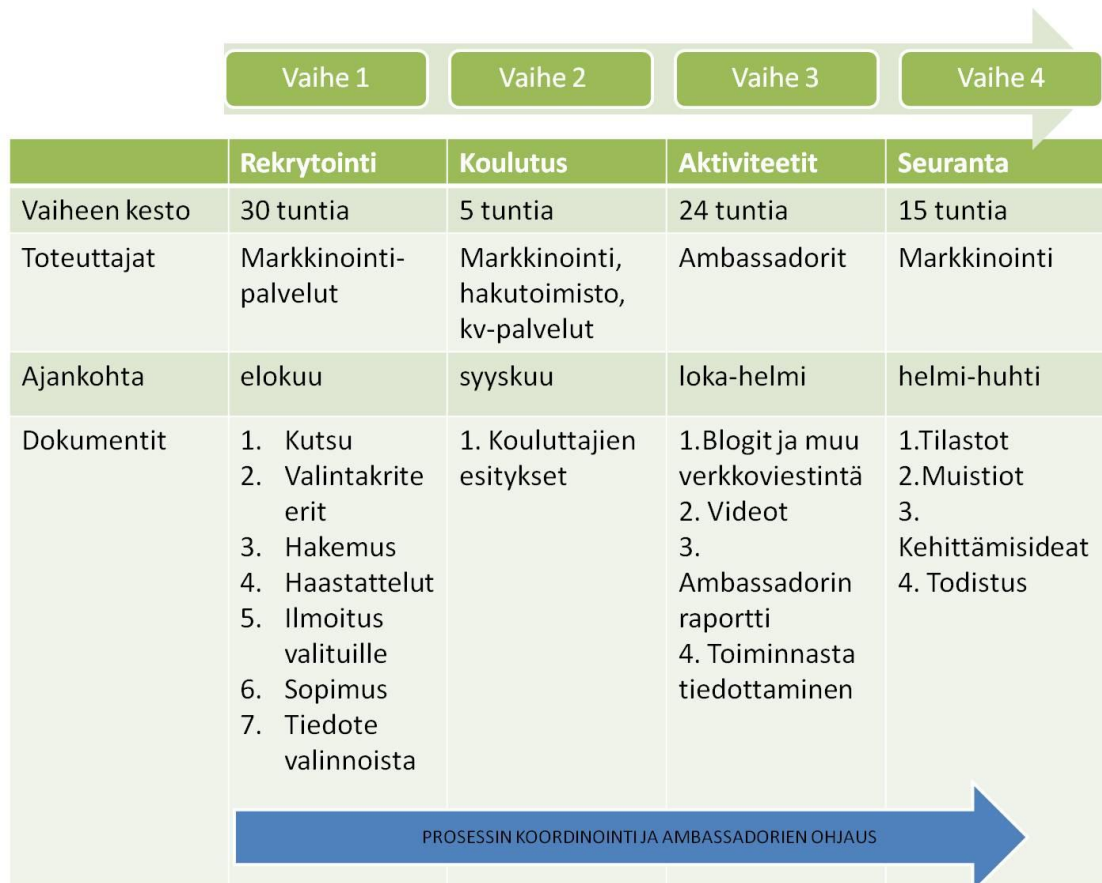 Vaihe 1 Vaihe 2 Vaihe 3 Vaihe 4
Rekrytointi Koulutus Aktiviteetit Seuranta
Vaiheen kesto 30 tuntia 5 tuntia 24 tuntia 15 tuntia
Toteuttajat Markkinointi- Markkinointi, Ambassadorit Markkinointi
palvelut hakutoimisto,
kv-palvelut
Ajankohta elokuu syyskuu loka-helmi helmi-huhti
Dokumentit
1. Kutsu
2. Valintakrite
erit
3. Hakemus
4. Haastattelut
5. Ilmoitus
valituille
6. Sopimus
7. Tiedote
valinnoista
1. Kouluttajien
esitykset
1.Blogit ja muu
verkkoviestintä
2. Videot
3.
Ambassadorin
raportti
4. Toiminnasta
tiedottaminen
1.Tilastot
2.Muistiot
3.
Kehittämisideat
4. Todistus
PROSESSIN KOORDINOINTI JA AMBASSADORIEN OHJAUS